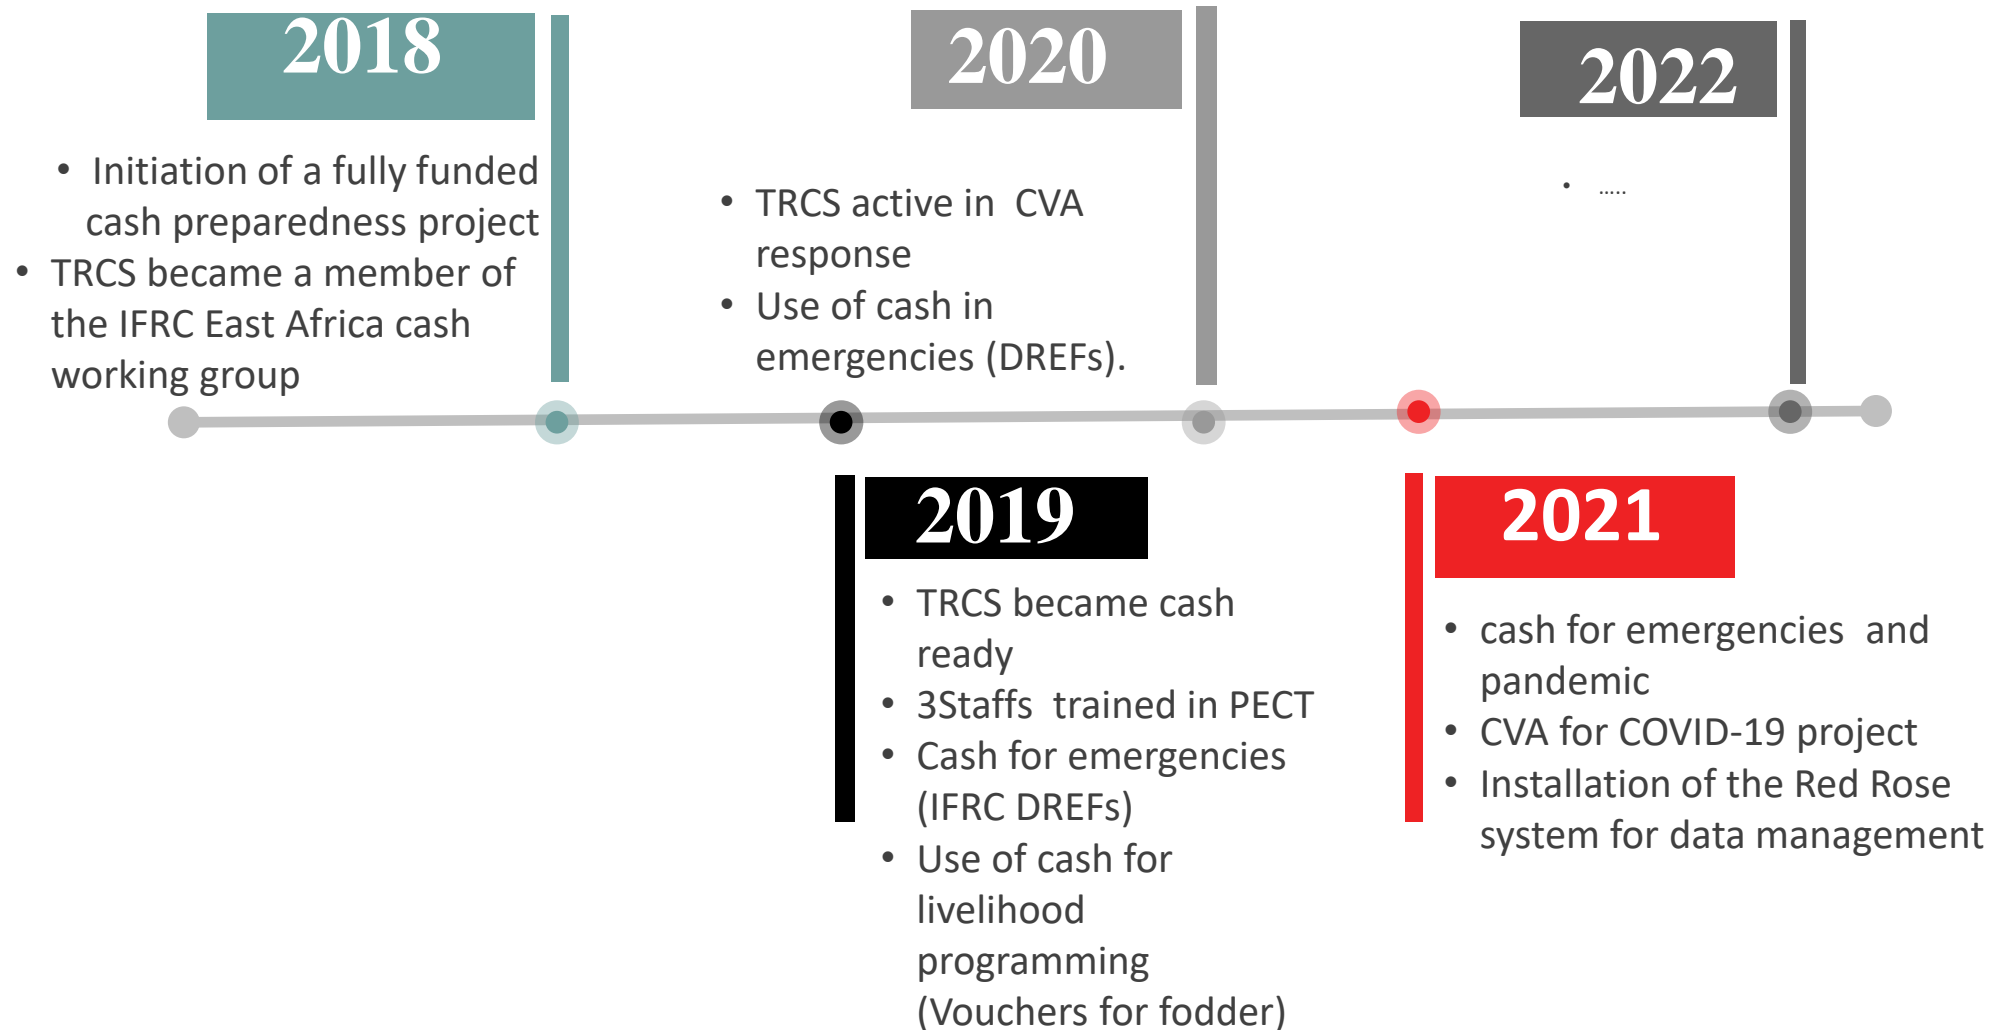 2018
• Initiation of a fully funded
cash preparedness project
• TRCS became a member of
the IFRC East Africa cash
working group
2020
• TRCS active in  CVA
response
• Use of cash in
emergencies (DREFs).
2022
• .....
2019
• TRCS became cash
ready
• 3Staffs  trained in PECT
• Cash for emergencies
(IFRC DREFs)
• Use of cash for
livelihood
programming
(Vouchers for fodder)
2021
• cash for emergencies  and
pandemic
• CVA for COVID-19 project
• Installation of the Red Rose
system for data management